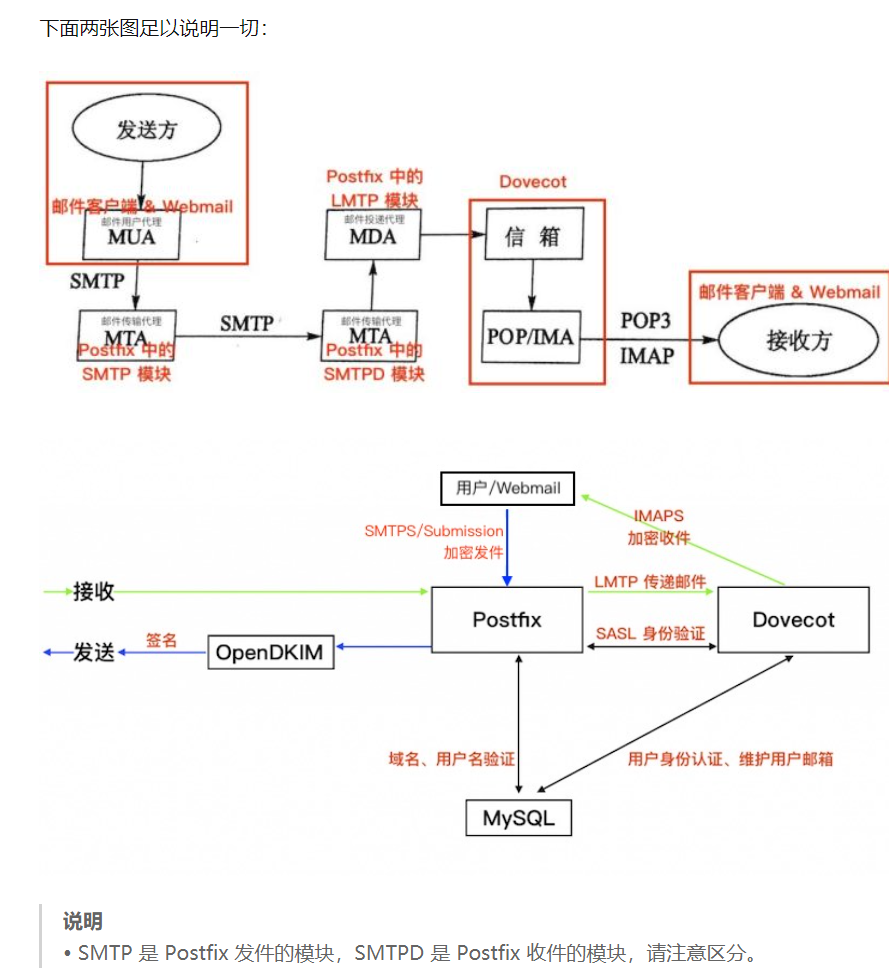 下面两张图足以说明一切：
发送方
邮件客户端 & Webmail
邮件用户代理
MUA
SMTP
邮件传输代理
MTA
Postfix 中的
SMTP 模块
SMTP
Postfix 中的
LMTP 模块
邮件投递代理
MDA
邮件传输代理
MTA
Postfix 中的
SMTPD 模块
Dovecot
信 箱
POP/IMA
POP3
IMAP
邮件客户端 & Webmail
接收方
用户/Webmail
SMTPS/Submission
加密发件
IMAPS
加密收件
接收
LMTP 传递邮件
Postfix
Dovecot
SASL 身份验证
发送
签名
OpenDKIM
域名、用户名验证
用户身份认证、维护用户邮箱
MySQL
说明
• SMTP 是 Postfix 发件的模块，SMTPD 是 Postfix 收件的模块，请注意区分。